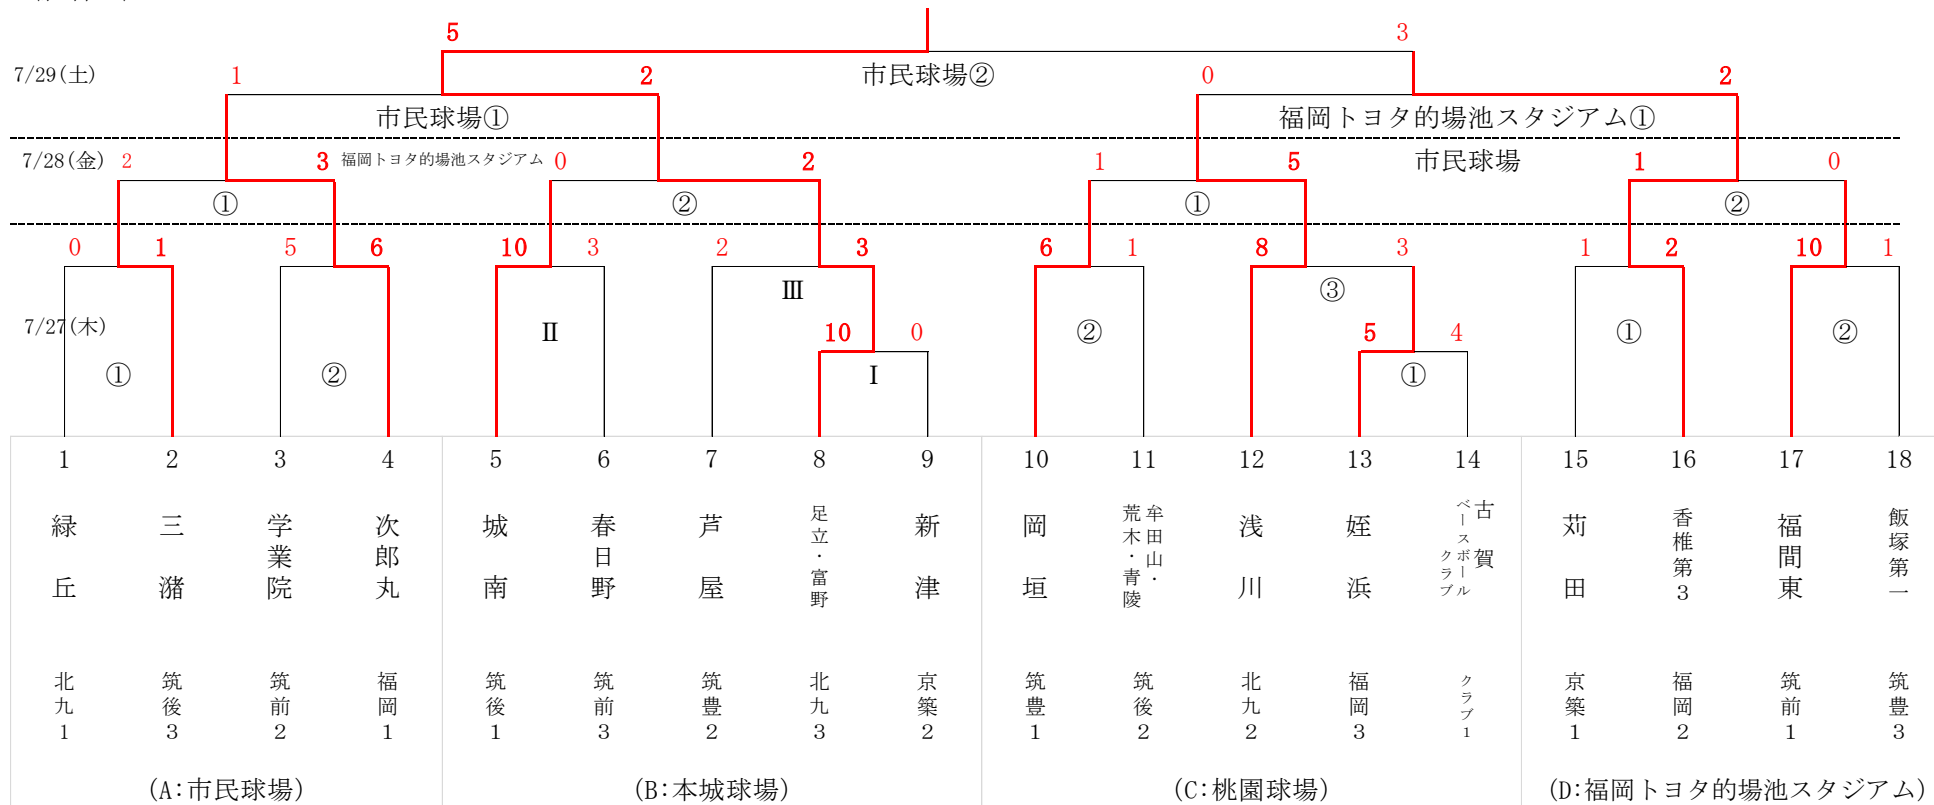 5 3
7/29(土) 1 2 市民球場② 0 2
市民球場① 福岡トヨタ的場池スタジアム①
7/28(金) 2 3 福岡トヨタ的場池スタジアム 0 2 1 5 市民球場 1 0
① ② ① ②
0 1 5 6 10 3 2 3 6 1 8 3 1 2 10 1
Ⅲ ③
7/27(木) Ⅱ 10 0 ② 5 4 ① ②
① ② Ⅰ ①
1 2 3 4 5 6 7 8 9 10 11 12 13 14 15 16 17 18
緑丘
三潴
学業院
次郎丸
城南
春日野
芦屋
足立・富野
新津
岡垣
牟田山・
荒木・青陵
浅川
姪浜
古賀
ベースボール
クラブ
苅田
香椎第3
福間東
飯塚第一
北九1
筑後3
筑前2
福岡1
筑後1
筑前3
筑豊2
北九3
京築2
筑豊1
筑後2
北九2
福岡3
クラブ1
京築1
福岡2
筑前1
筑豊3
(A:市民球場) (B:本城球場) (C:桃園球場) (D:福岡トヨタ的場池スタジアム)